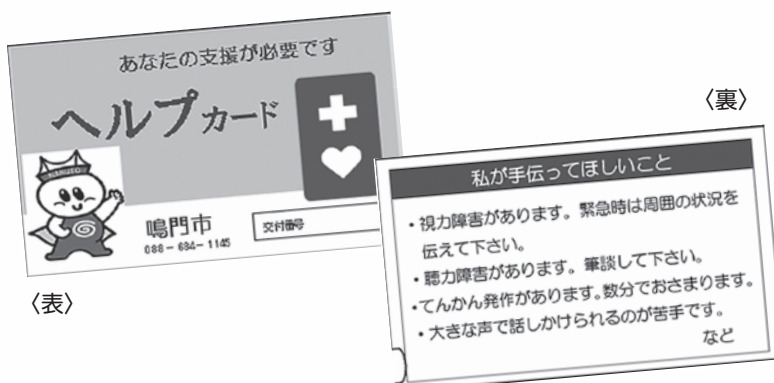 あなたの支援が必要です
ヘルプカード
NARUTO
鳴門市
088-684-1145
交付番号
〈表〉
〈裏〉
私が手伝ってほしいこと
・視力障害があります。緊急時は周囲の状況を
伝えて下さい。
・聴力障害があります。筆談して下さい。
・てんかん発作があります。数分でおさまります。
・大きな声で話しかけられるのが苦手です。
など